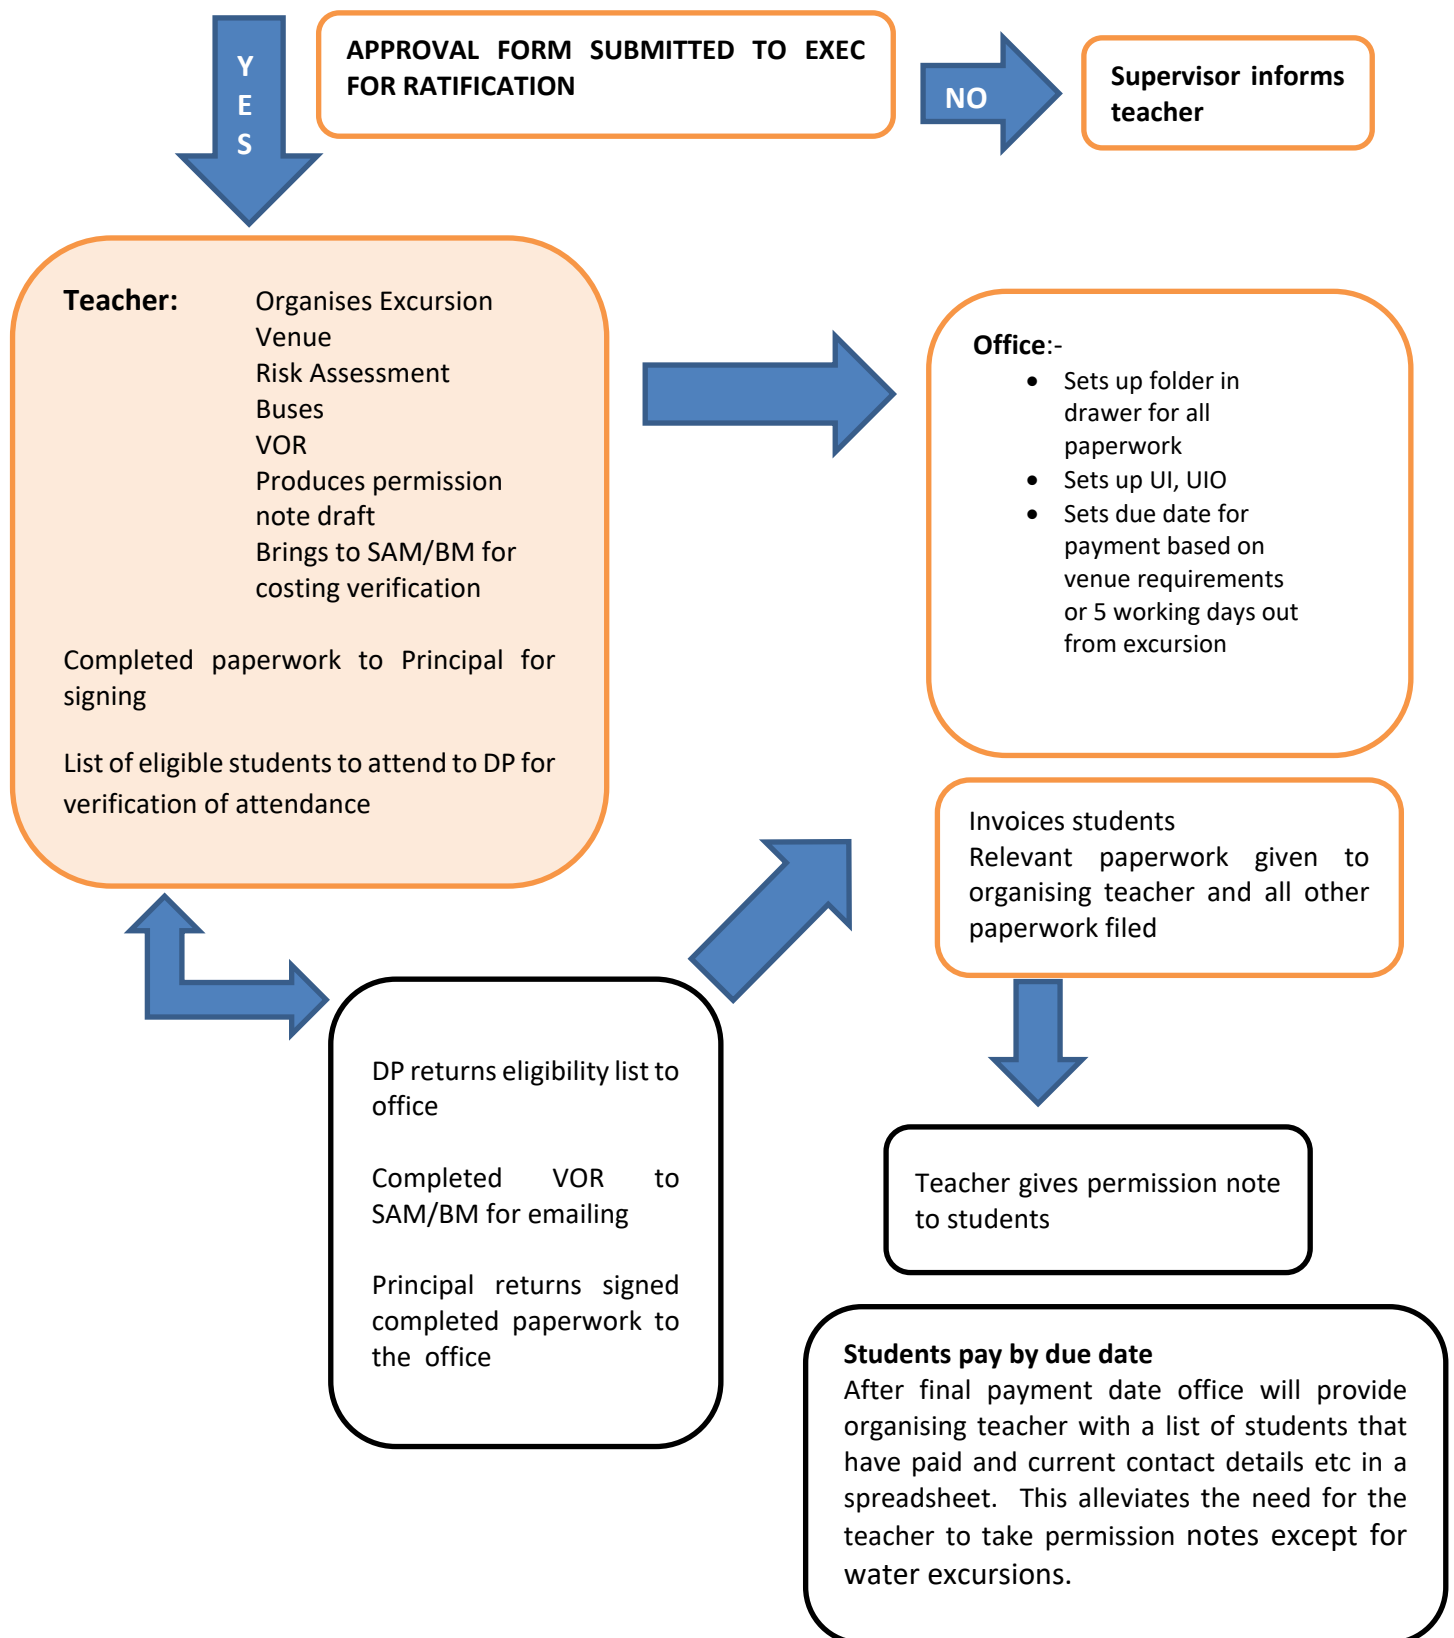 YES
APPROVAL FORM SUBMITTED TO EXEC
FOR RATIFICATION
NO
Supervisor informs
teacher
Teacher: Organises Excursion
Venue
Risk Assessment
Buses
VOR
Produces permission
note draft
Brings to SAM/BM for
costing verification
Completed paperwork to Principal for
signing
List of eligible students to attend to DP for
verification of attendance
Office:-
• Sets up folder in
drawer for all
paperwork
• Sets up UI, UIO
• Sets due date for
payment based on
venue requirements
or 5 working days out
from excursion
Invoices students
Relevant paperwork given to
organising teacher and all other
paperwork filed
DP returns eligibility list to
office
Completed VOR to
SAM/BM for emailing
Principal returns signed
completed paperwork to
the office
Teacher gives permission note
to students
Students pay by due date
After final payment date office will provide
organising teacher with a list of students that
have paid and current contact details etc in a
spreadsheet. This alleviates the need for the
teacher to take permission notes except for
water excursions.